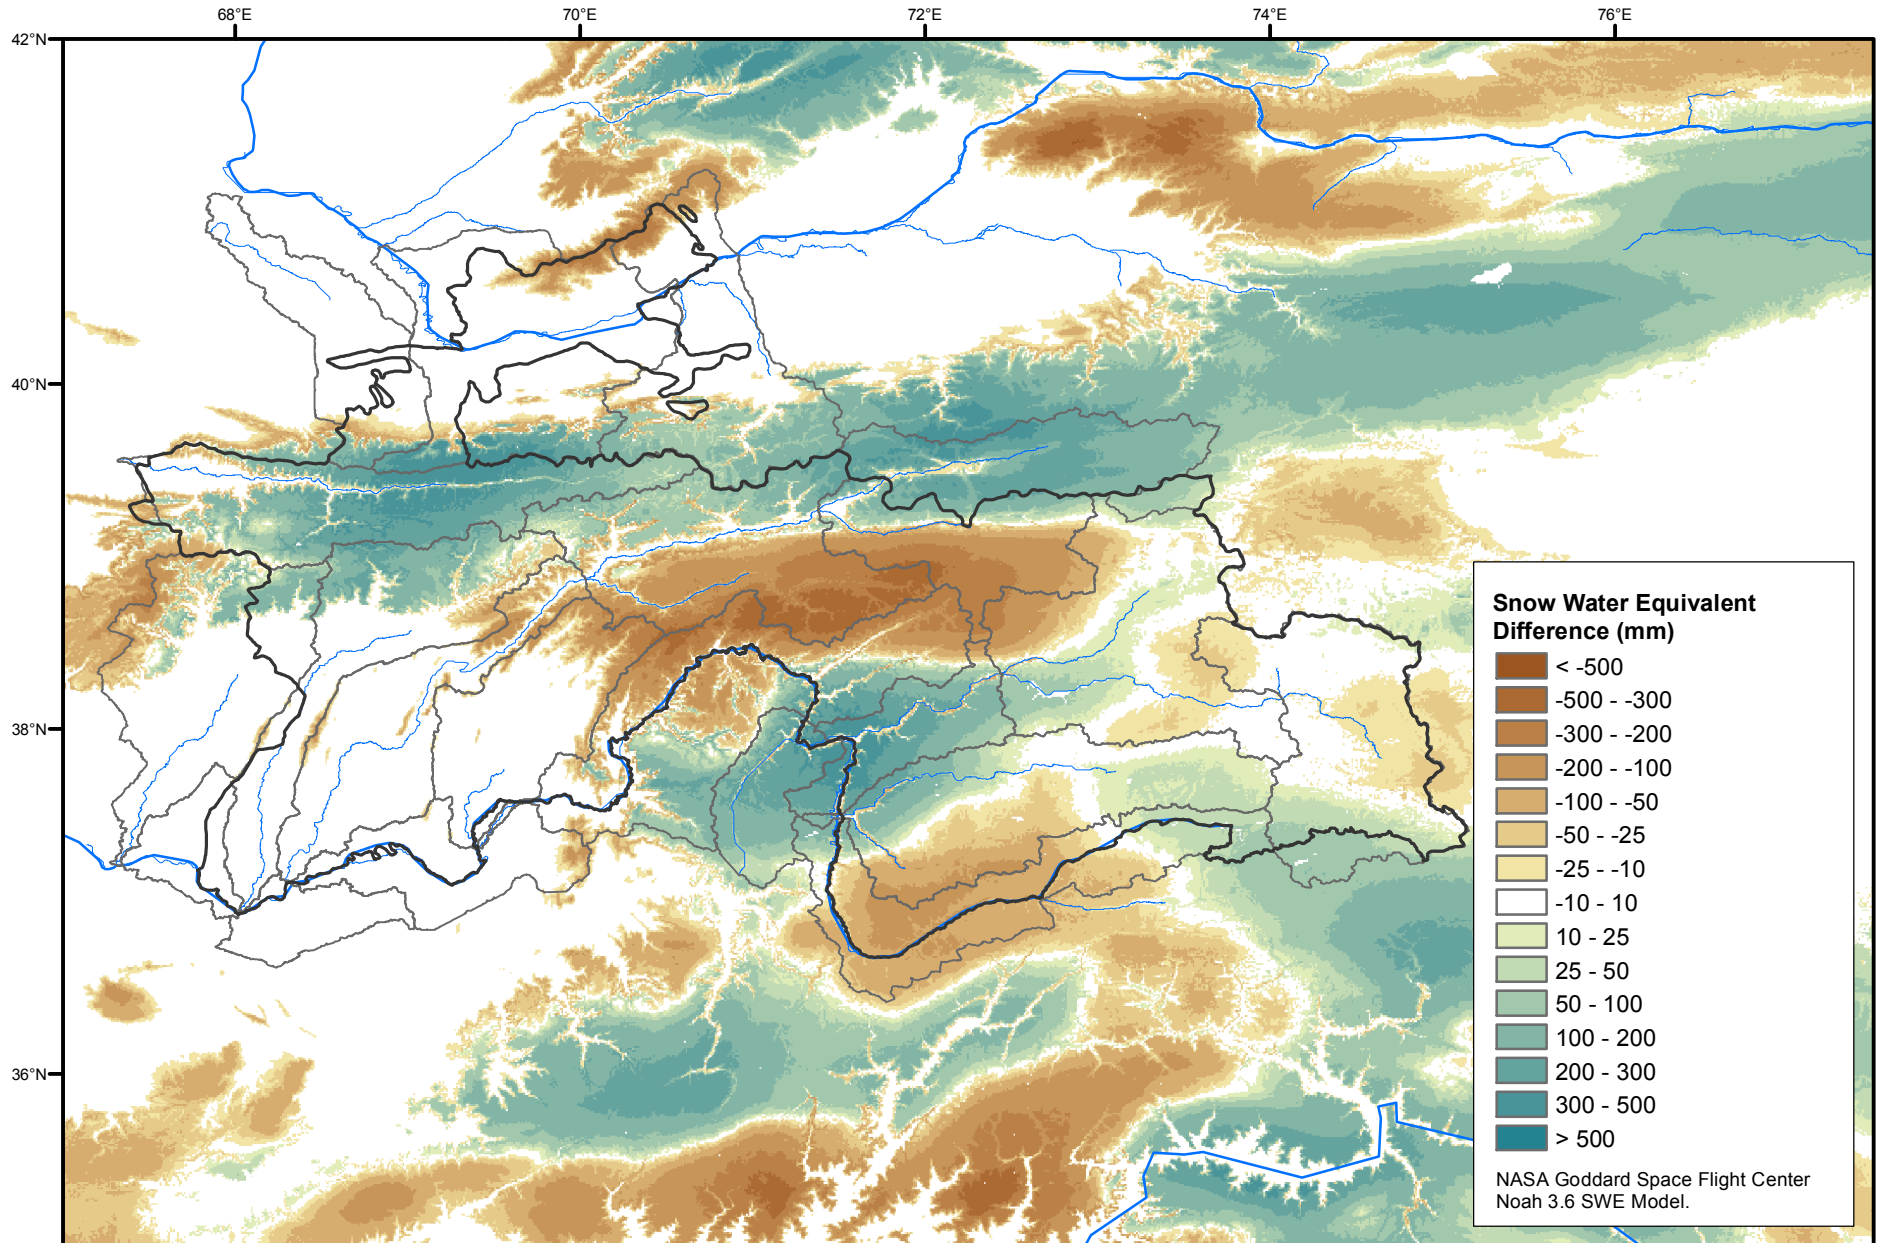 68°E
70°E
72°E
74°E
76°E
42°N
40°N
38°N
36°N
Snow Water Equivalent
Difference (mm)
< -500
-500 - -300
-300 - -200
-200 - -100
-100 - -50
-50 - -25
-25 - -10
-10 - 10
10 - 25
25 - 50
50 - 100
100 - 200
200 - 300
300 - 500
> 500
NASA Goddard Space Flight Center
Noah 3.6 SWE Model.